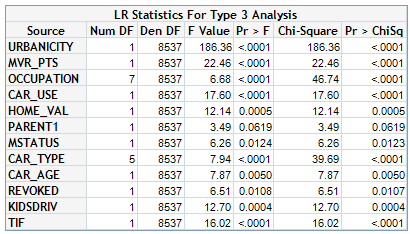 LR Statistics For Type 3 Analysis
Source Num DF Den DF F Value Pr > F Chi-Square Pr > ChiSq
URBANICITY 1 8537 186.36 <.0001 186.36 <.0001
MVR_PTS 1 8537 22.46 <.0001 22.46 <.0001
OCCUPATION 7 8537 6.68 <.0001 46.74 <.0001
CAR_USE 1 8537 17.60 <.0001 17.60 <.0001
HOME_VAL 1 8537 12.14 0.0005 12.14 0.0005
PARENT1 1 8537 3.49 0.0619 3.49 0.0619
MSTATUS 1 8537 6.26 0.0124 6.26 0.0123
CAR_TYPE 5 8537 7.94 <.0001 39.69 <.0001
CAR_AGE 1 8537 7.87 0.0050 7.87 0.0050
REVOKED 1 8537 6.51 0.0108 6.51 0.0107
KIDSDRIV 1 8537 12.70 0.0004 12.70 0.0004
TIF 1 8537 16.02 <.0001 16.02 <.0001